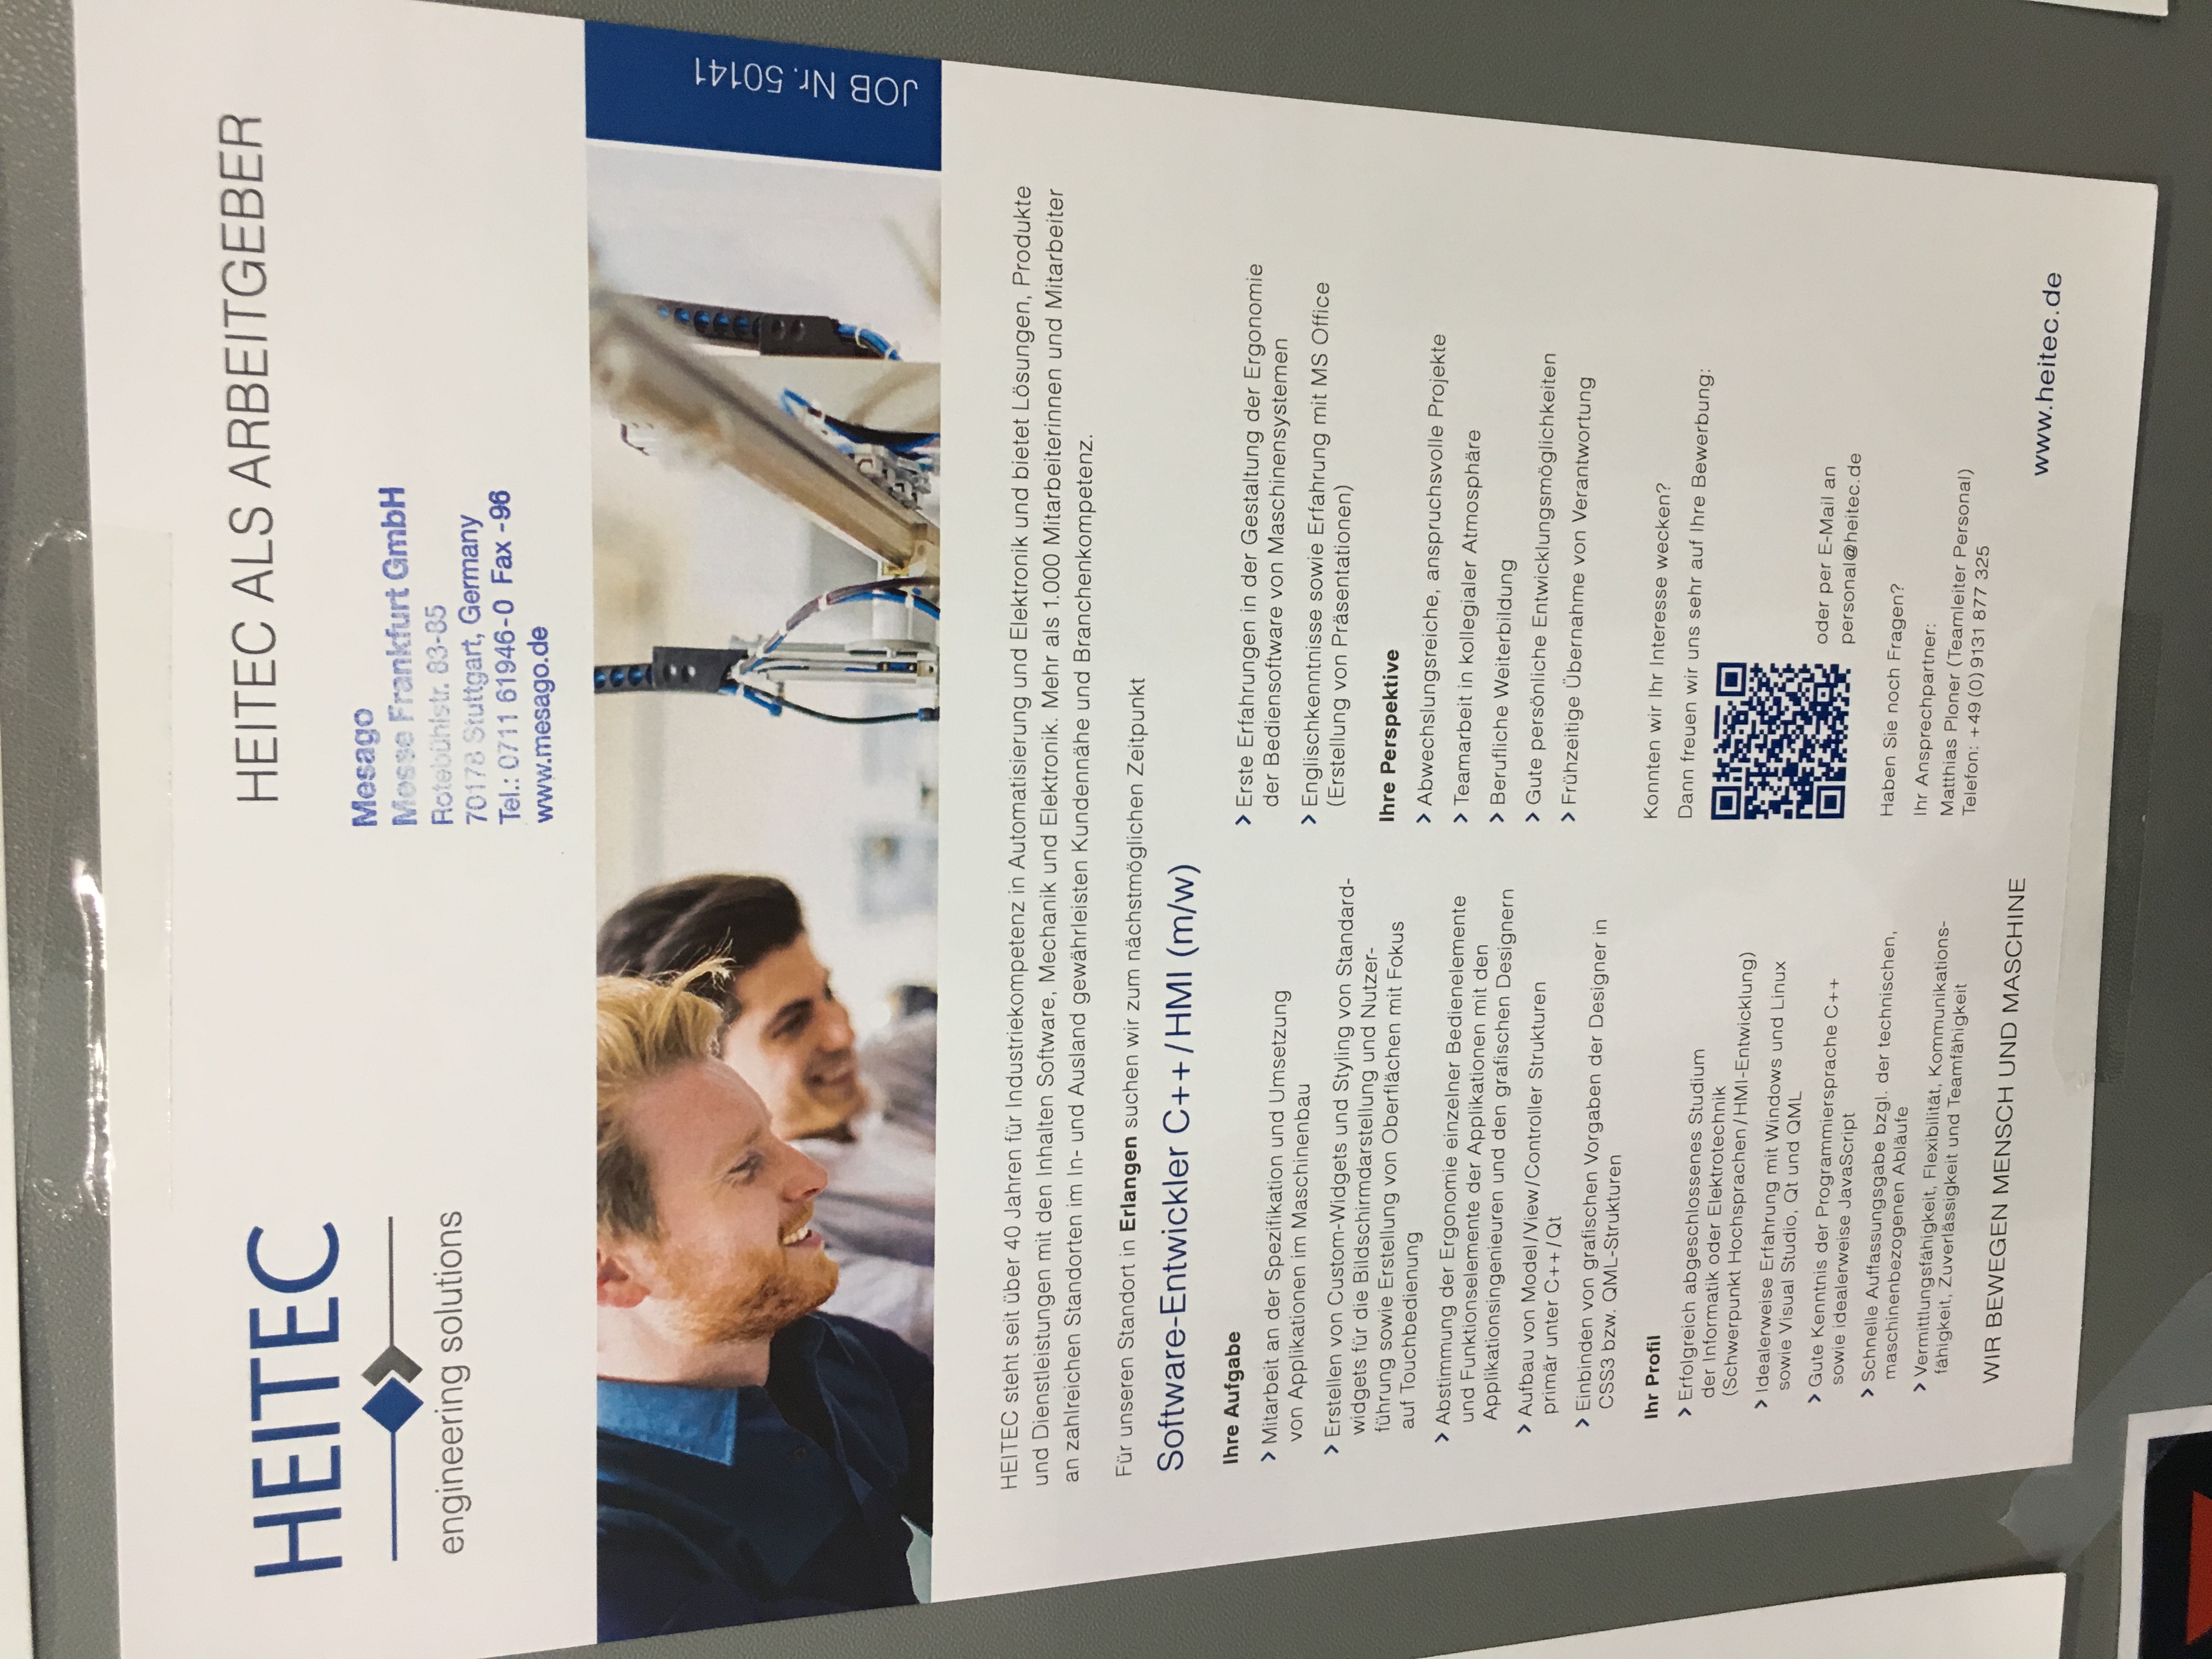 HEITEC
engineering solutions
HEITEC ALS ARBEITGEBER
Mesago
Messe Frankfurt GmbH
Rotebühlstr. 83-85
70178 Stuttgart, Germany
Tel.: 0711 61946-0 Fax -96
www.mesago.de
JOB Nr. 50141
HEITEC steht seit über 40 Jahren für Industriekompetenz in Automatisierung und Elektronik und bietet Lösungen, Produkte
und Dienstleistungen mit den Inhalten Software, Mechanik und Elektronik. Mehr als 1.000 Mitarbeiterinnen und Mitarbeiter
an zahlreichen Standorten im In- und Ausland gewährleisten Kundennähe und Branchenkompetenz.
Für unseren Standort in Erlangen suchen wir zum nächstmöglichen Zeitpunkt
Software-Entwickler C++/HMI (m/w)
Ihre Aufgabe
> Mitarbeit an der Spezifikation und Umsetzung
von Applikationen im Maschinenbau
> Erstellen von Custom-Widgets und Styling von Standard-
widgets für die Bildschirmdarstellung und Nutzer-
führung sowie Erstellung von Oberflächen mit Fokus
auf Touchbedienung
> Abstimmung der Ergonomie einzelner Bedienelemente
und Funktionselemente der Applikationen mit den
Applikationsingenieuren und den grafischen Designern
> Aufbau von Model/View/Controller Strukturen
primär unter C++/Qt
> Einbinden von grafischen Vorgaben der Designer in
CSS3 bzw. QML-Strukturen
Ihr Profil
> Erfolgreich abgeschlossenes Studium
der Informatik oder Elektrotechnik
(Schwerpunkt Hochsprachen/HMI-Entwicklung)
> Idealerweise Erfahrung mit Windows und Linux
sowie Visual Studio, Qt und QML
> Gute Kenntnis der Programmiersprache C++
sowie idealerweise JavaScript
> Schnelle Auffassungsgabe bzgl. der technischen,
maschinenbezogenen Abläufe
> Vermittlungsfähigkeit, Flexibilität, Kommunikations-
fähigkeit, Zuverlässigkeit und Teamfähigkeit
> Erste Erfahrungen in der Gestaltung der Ergonomie
der Bediensoftware von Maschinensystemen
> Englischkenntnisse sowie Erfahrung mit MS Office
(Erstellung von Präsentationen)
Ihre Perspektive
> Abwechslungsreiche, anspruchsvolle Projekte
> Teamarbeit in kollegialer Atmosphäre
> Berufliche Weiterbildung
> Gute persönliche Entwicklungsmöglichkeiten
> Frühzeitige Übernahme von Verantwortung
Konnten wir Ihr Interesse wecken?
Dann freuen wir uns sehr auf Ihre Bewerbung:
oder per E-Mail an
personal@heitec.de
Haben Sie noch Fragen?
Ihr Ansprechpartner:
Matthias Ploner (Teamleiter Personal)
Telefon: +49 (0) 9131 877 325
WIR BEWEGEN MENSCH UND MASCHINE
www.heitec.de